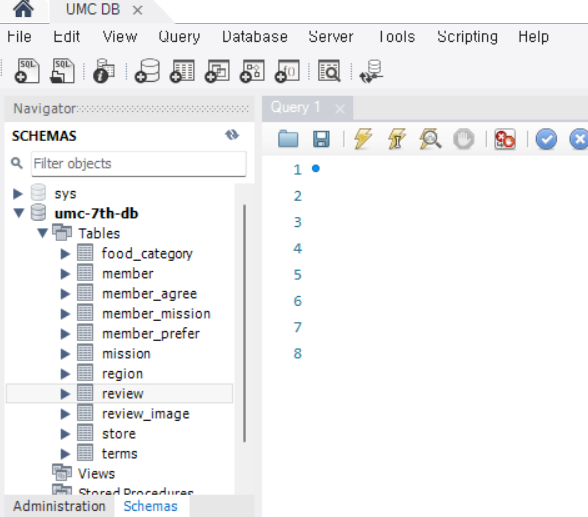 UMC DB ×
File Edit View Query Database Server Tools Scripting Help
SQL SQL
Navigator
Query 1 ×
SCHEMAS
Filter objects
sys
umc-7th-db
Tables
food_category
member
member_agree
member_mission
member_prefer
mission
region
review
review_image
store
terms
Views
Stored Procedures
Administration Schemas
1
2
3
4
5
6
7
8